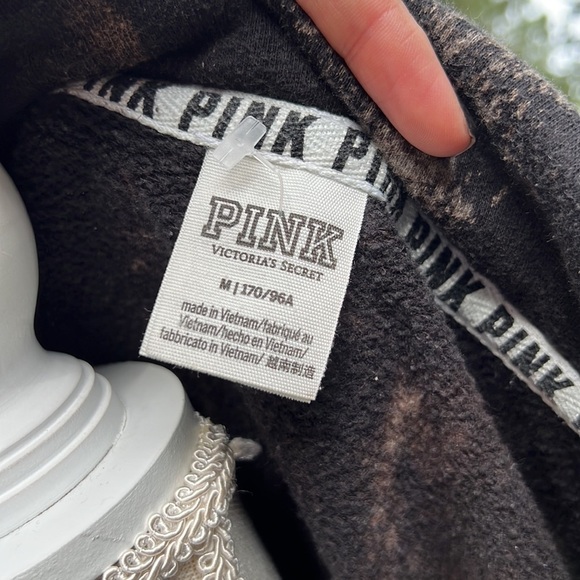 PINK PINK PINK
PINK
VICTORIA'S SECRET
M | 170/96A
made in Vietnam/fabriqué au
Vietnam/hecho en Vietnam/
fabbricato in Vietnam/ 越南制造
PINK PINK